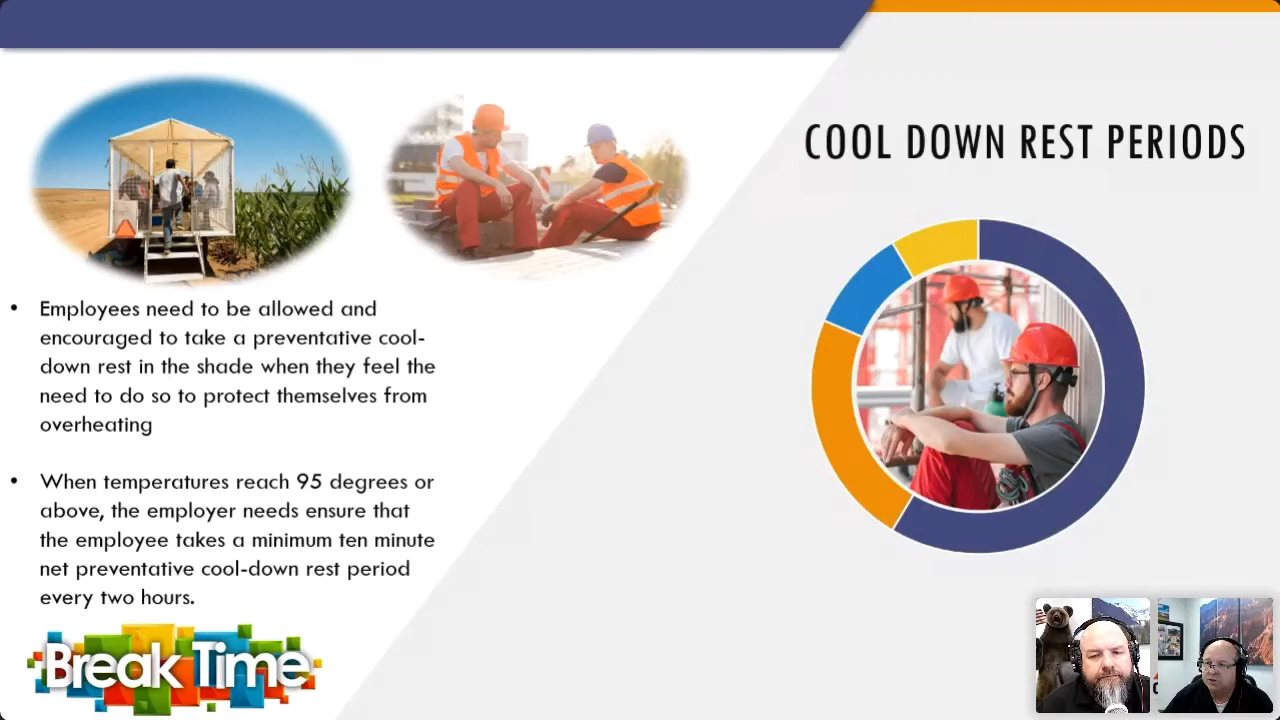 COOL DOWN REST PERIODS
• Employees need to be allowed and
encouraged to take a preventative cool-
down rest in the shade when they feel the
need to do so to protect themselves from
overheating
• When temperatures reach 95 degrees or
above, the employer needs ensure that
the employee takes a minimum ten minute
net preventative cool-down rest period
every two hours.
Break Time